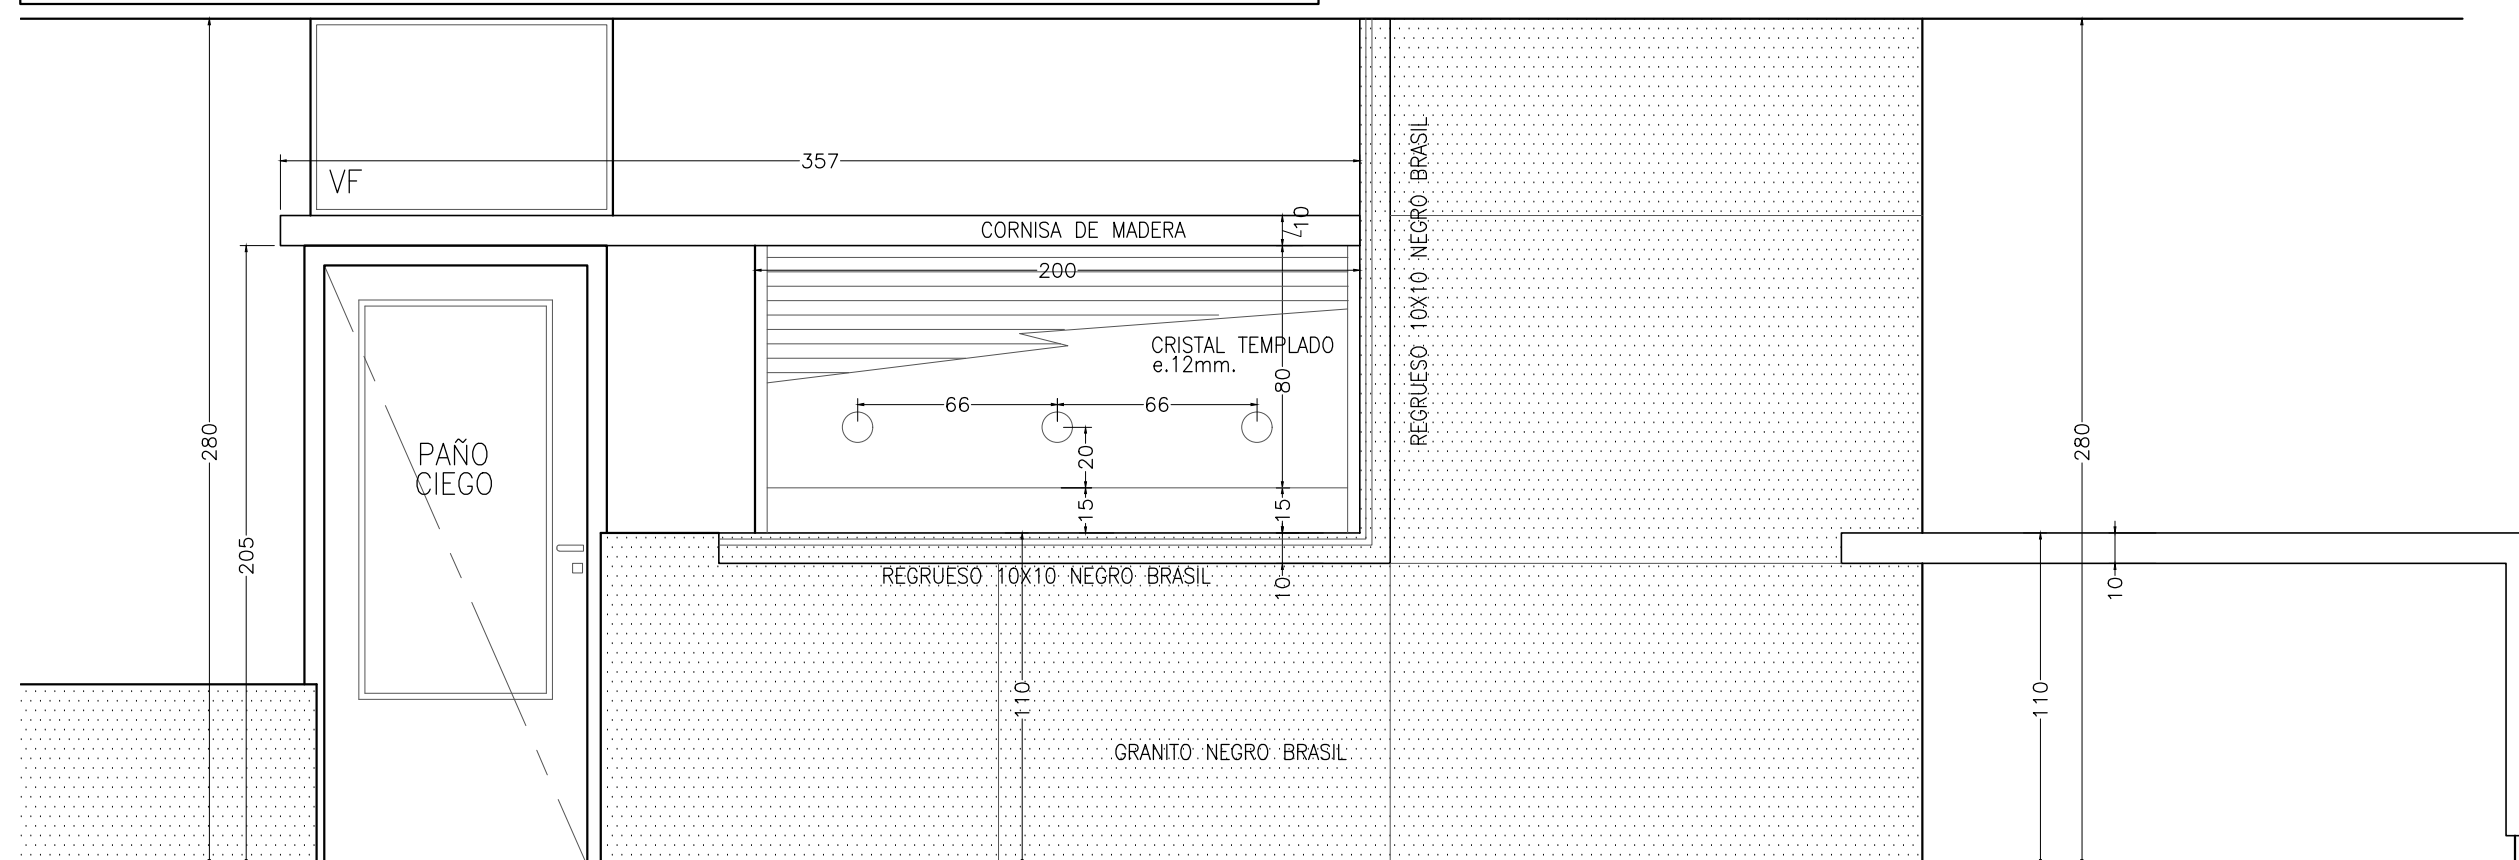 357
VF
CORNISA DE MADERA
10
200
REGRUESO 10X10 NEGRO BRASIL
CRISTAL TEMPLADO
e.12mm.
80
66
66
280
280
PAÑO
CIEGO
20
15
15
205
REGRUESO 10X10 NEGRO BRASIL
10
10
110
110
GRANITO NEGRO BRASIL